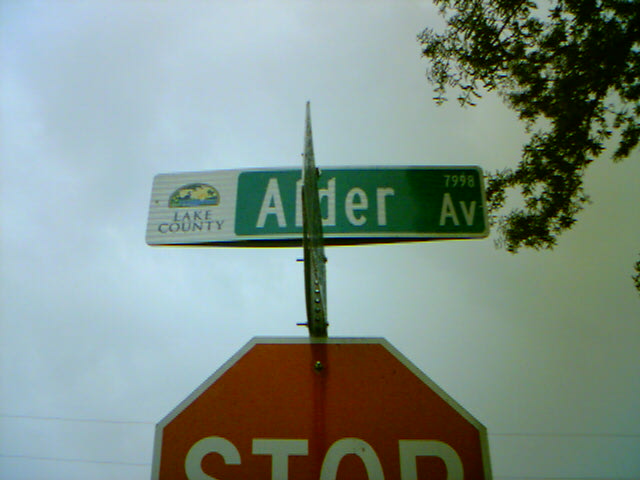 LAKE
COUNTY
Alder
7998
Av
STOP